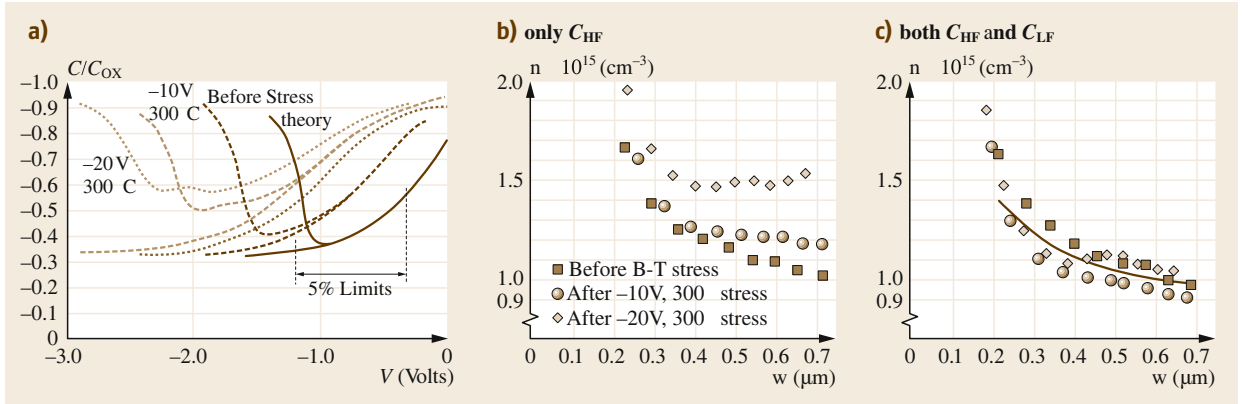 a)
C/C_OX
–1.0
–0.9
–0.8
–0.7
–0.6
–0.5
–0.4
–0.3
–0.2
–0.1
0
–10V
300 C
Before Stress
theory
–20V
300 C
5% Limits
–3.0 –2.0 –1.0 0
V (Volts)
b) only C_HF
n 10^15 (cm^–3)
2.0
1.5
1.0
0.9
Before B-T stress
After –10V, 300 stress
After –20V, 300 stress
0 0.1 0.2 0.3 0.4 0.5 0.6 0.7
w (µm)
c) both C_HF and C_LF
n 10^15 (cm^–3)
2.0
1.5
1.0
0.9
0 0.1 0.2 0.3 0.4 0.5 0.6 0.7
w (µm)